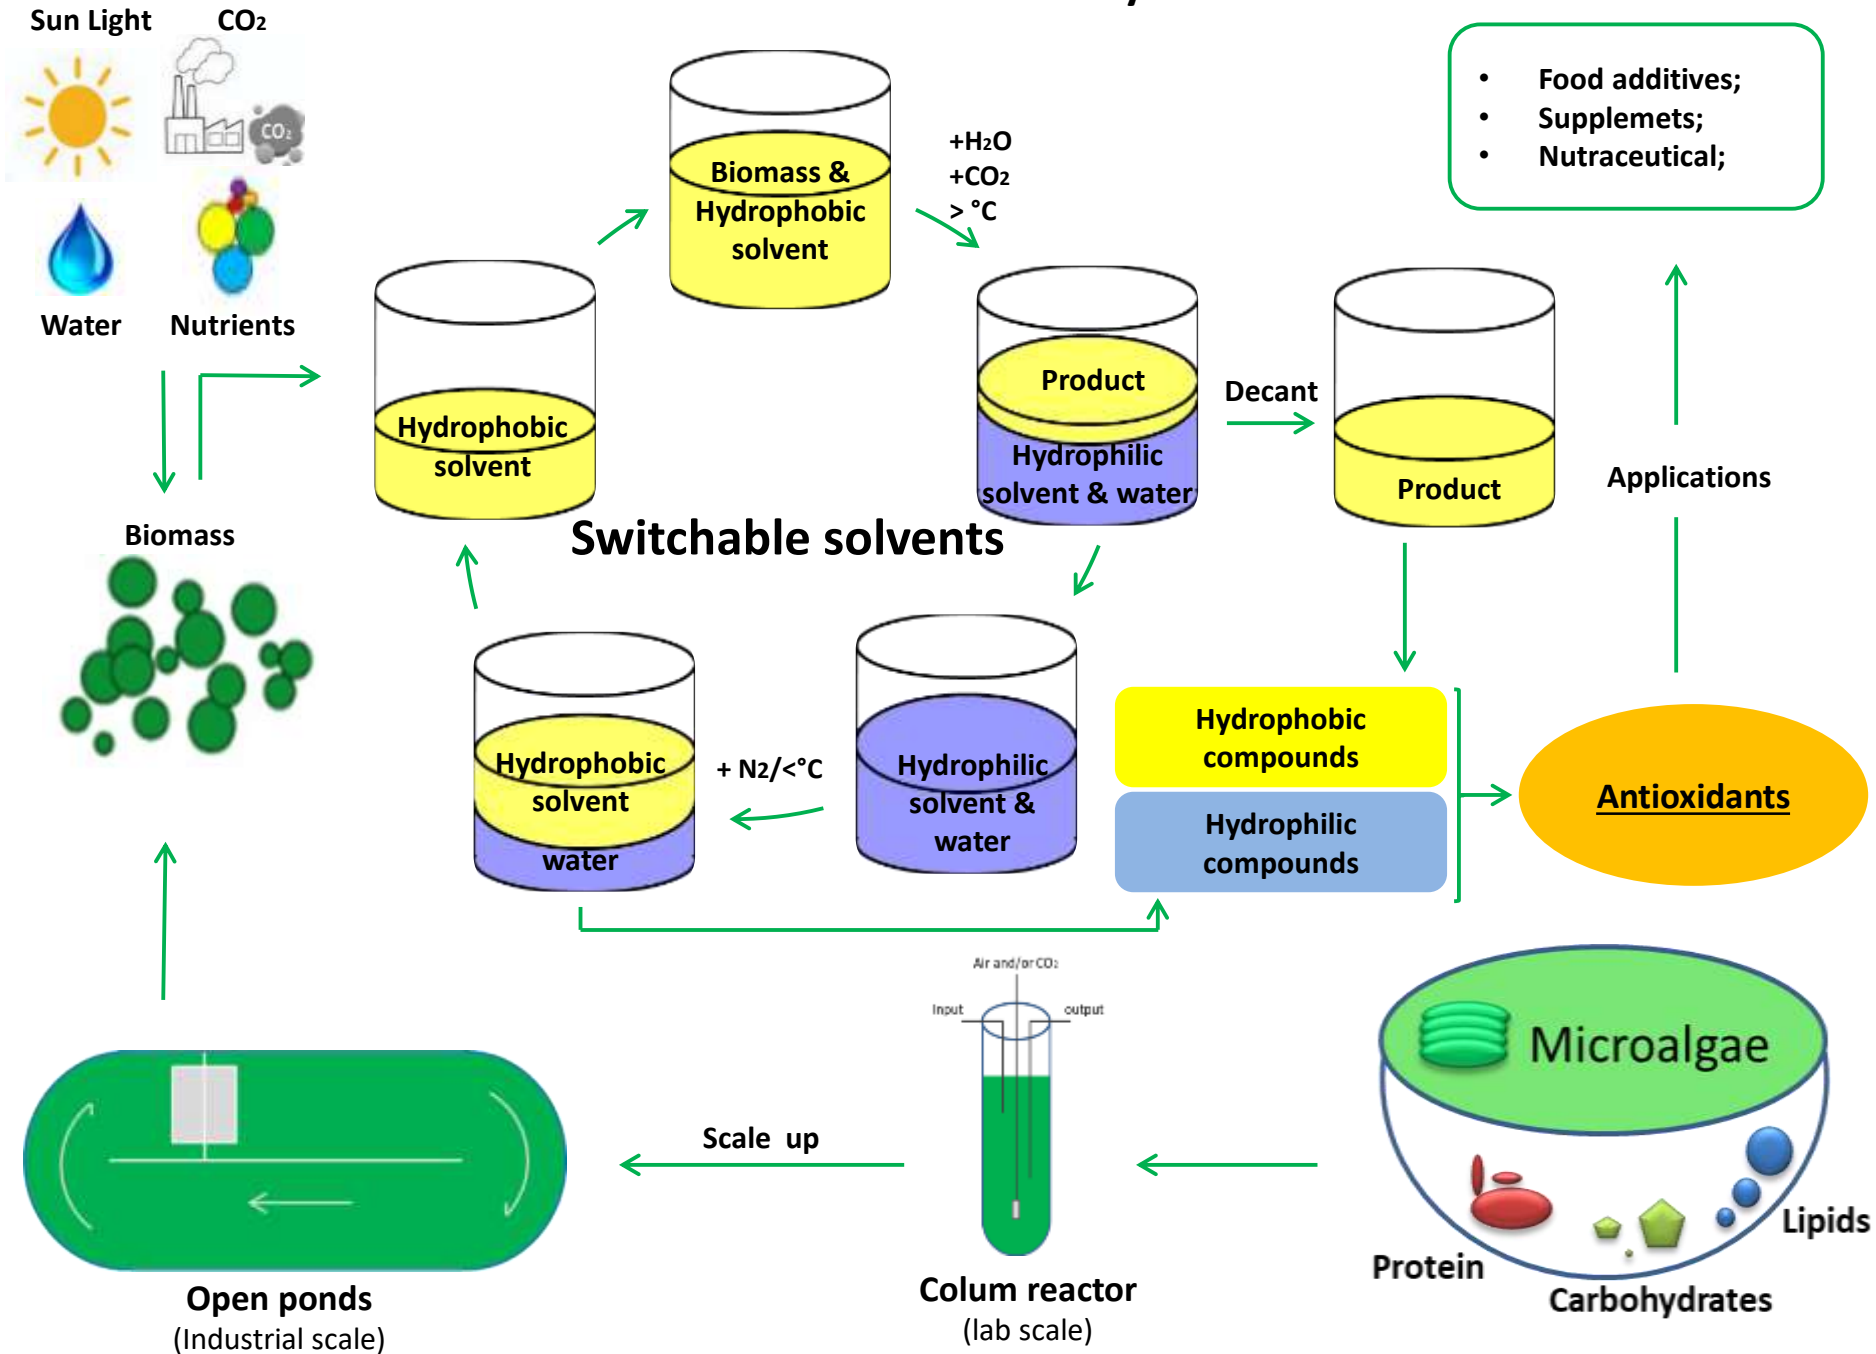 Sun Light
CO2
CO2
Water
Nutrients
Biomass
Hydrophobic
solvent
Biomass &
Hydrophobic
solvent
+H2O
+CO2
> °C
Product
Hydrophilic
solvent & water
Decant
Product
• Food additives;
• Supplemets;
• Nutraceutical;
Applications
Switchable solvents
Hydrophobic
solvent
water
+ N2/<°C
Hydrophilic
solvent &
water
Hydrophobic
compounds
Hydrophilic
compounds
Antioxidants
Air and/or CO2
Input
output
Scale up
Open ponds
(Industrial scale)
Colum reactor
(lab scale)
Microalgae
Protein
Carbohydrates
Lipids